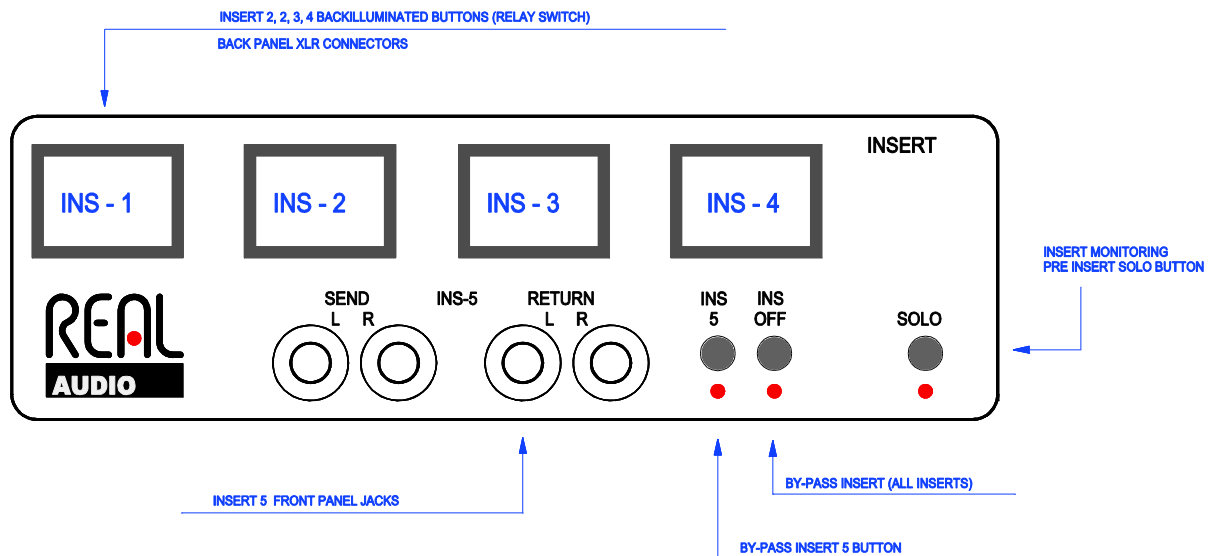 INSERT 2, 2, 3, 4 BACKILLUMINATED BUTTONS (RELAY SWITCH)
BACK PANEL XLR CONNECTORS
INSERT
INS - 1
INS - 2
INS - 3
INS - 4
INSERT MONITORING
PRE INSERT SOLO BUTTON
REAL
AUDIO
SEND
L R
INS-5
RETURN
L R
INS
5
INS
OFF
SOLO
BY-PASS INSERT (ALL INSERTS)
INSERT 5 FRONT PANEL JACKS
BY-PASS INSERT 5 BUTTON